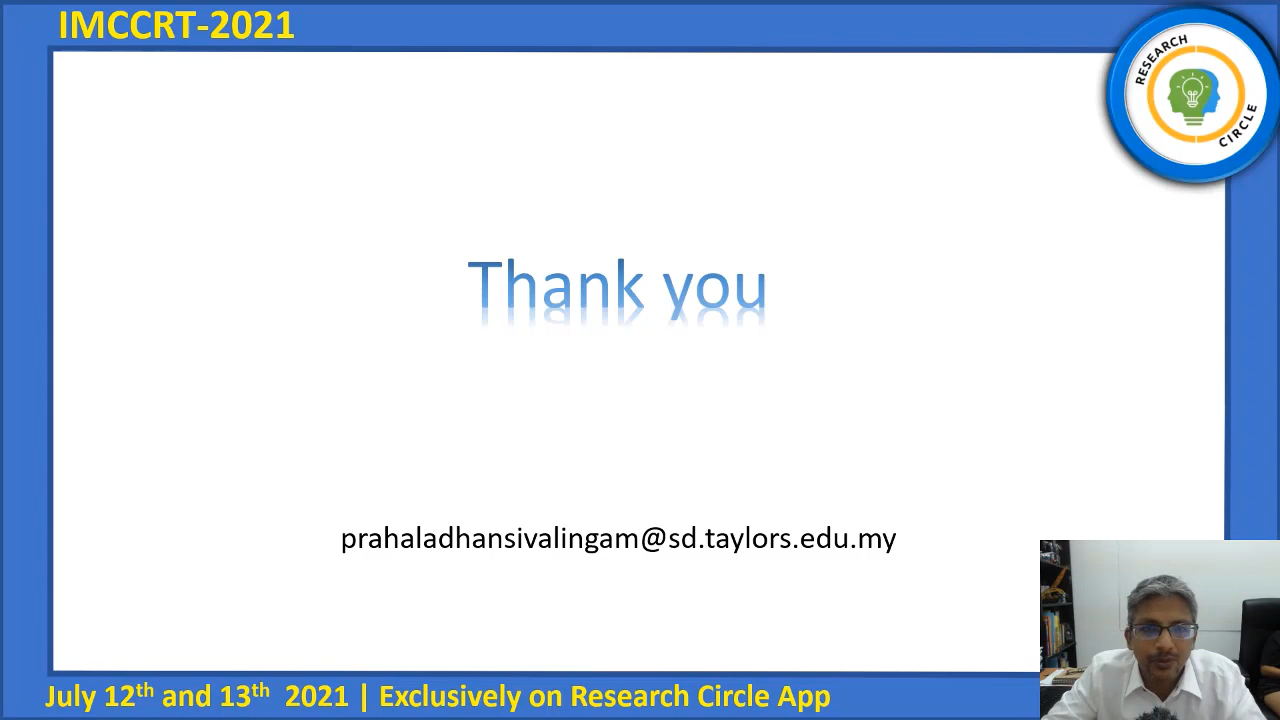 IMCCRT-2021
RESEARCH
CIRCLE
Thank you
prahaladhansivalingam@sd.taylors.edu.my
July 12th and 13th 2021 | Exclusively on Research Circle App